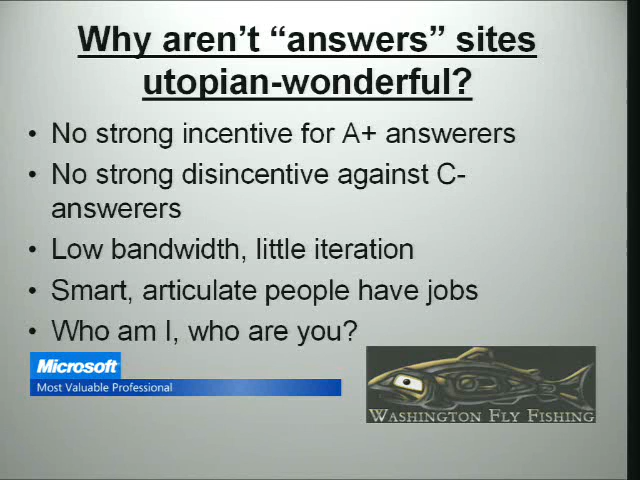 Why aren't “answers” sites
utopian-wonderful?
• No strong incentive for A+ answerers
• No strong disincentive against C-
answerers
• Low bandwidth, little iteration
• Smart, articulate people have jobs
• Who am I, who are you?
Microsoft
Most Valuable Professional
WASHINGTON FLY FISHING